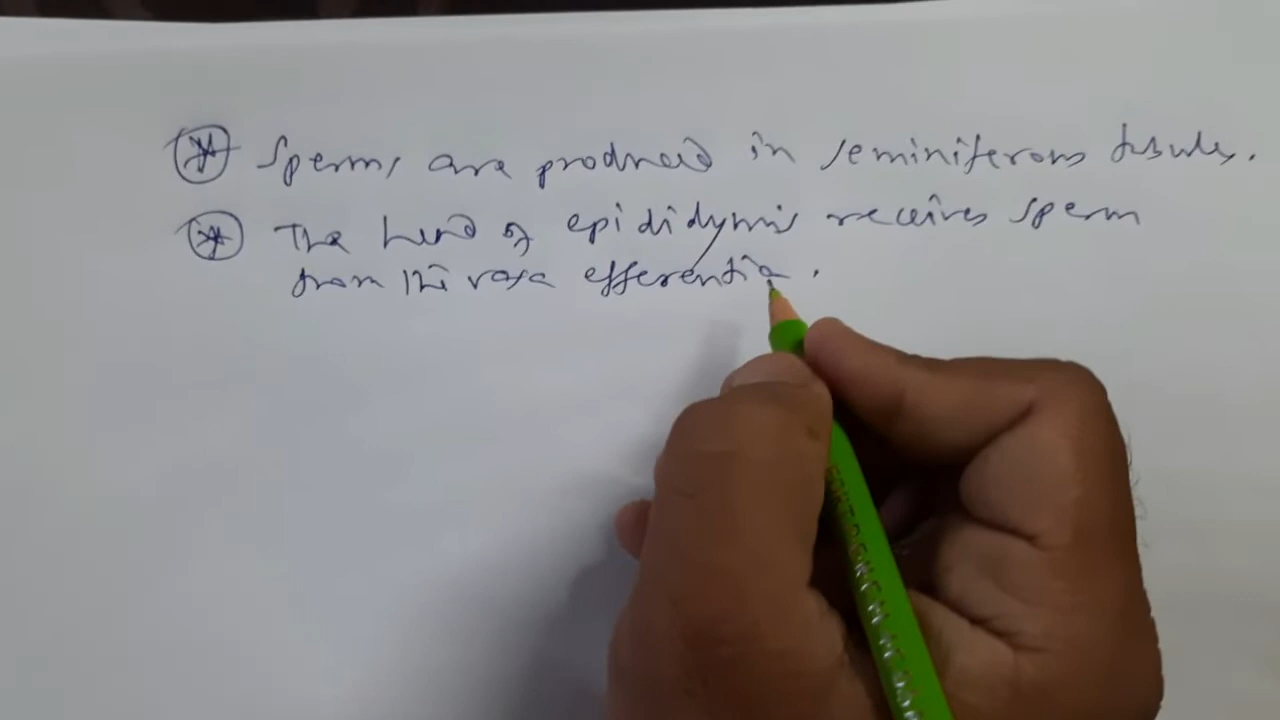 Sperms are produced in seminiferous tubules.
The head of epididymis receives sperm
from the vasa efferentia.